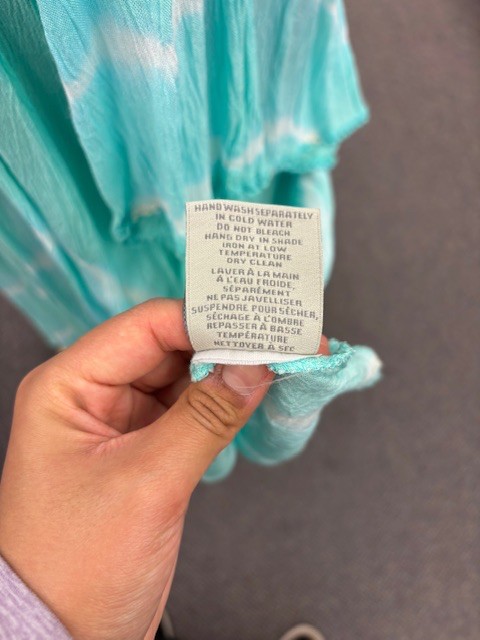 HAND WASH SEPARATELY
IN COLD WATER
DO NOT BLEACH
HANG DRY IN SHADE
IRON AT LOW
TEMPERATURE
DRY CLEAN
LAVER À LA MAIN
À L'EAU FROIDE.
SÉPARÉMENT
NE PAS JAVELLISER
SUSPENDRE POUR SÉCHER,
SÉCHAGE À L'OMBRE
REPASSER À BASSE
TEMPÉRATURE
NETTOYER À SEC